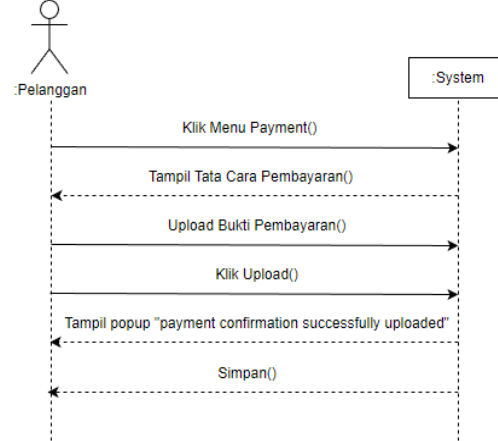 :Pelanggan
:System
Klik Menu Payment()
Tampil Tata Cara Pembayaran()
Upload Bukti Pembayaran()
Klik Upload()
Tampil popup "payment confirmation successfully uploaded"
Simpan()